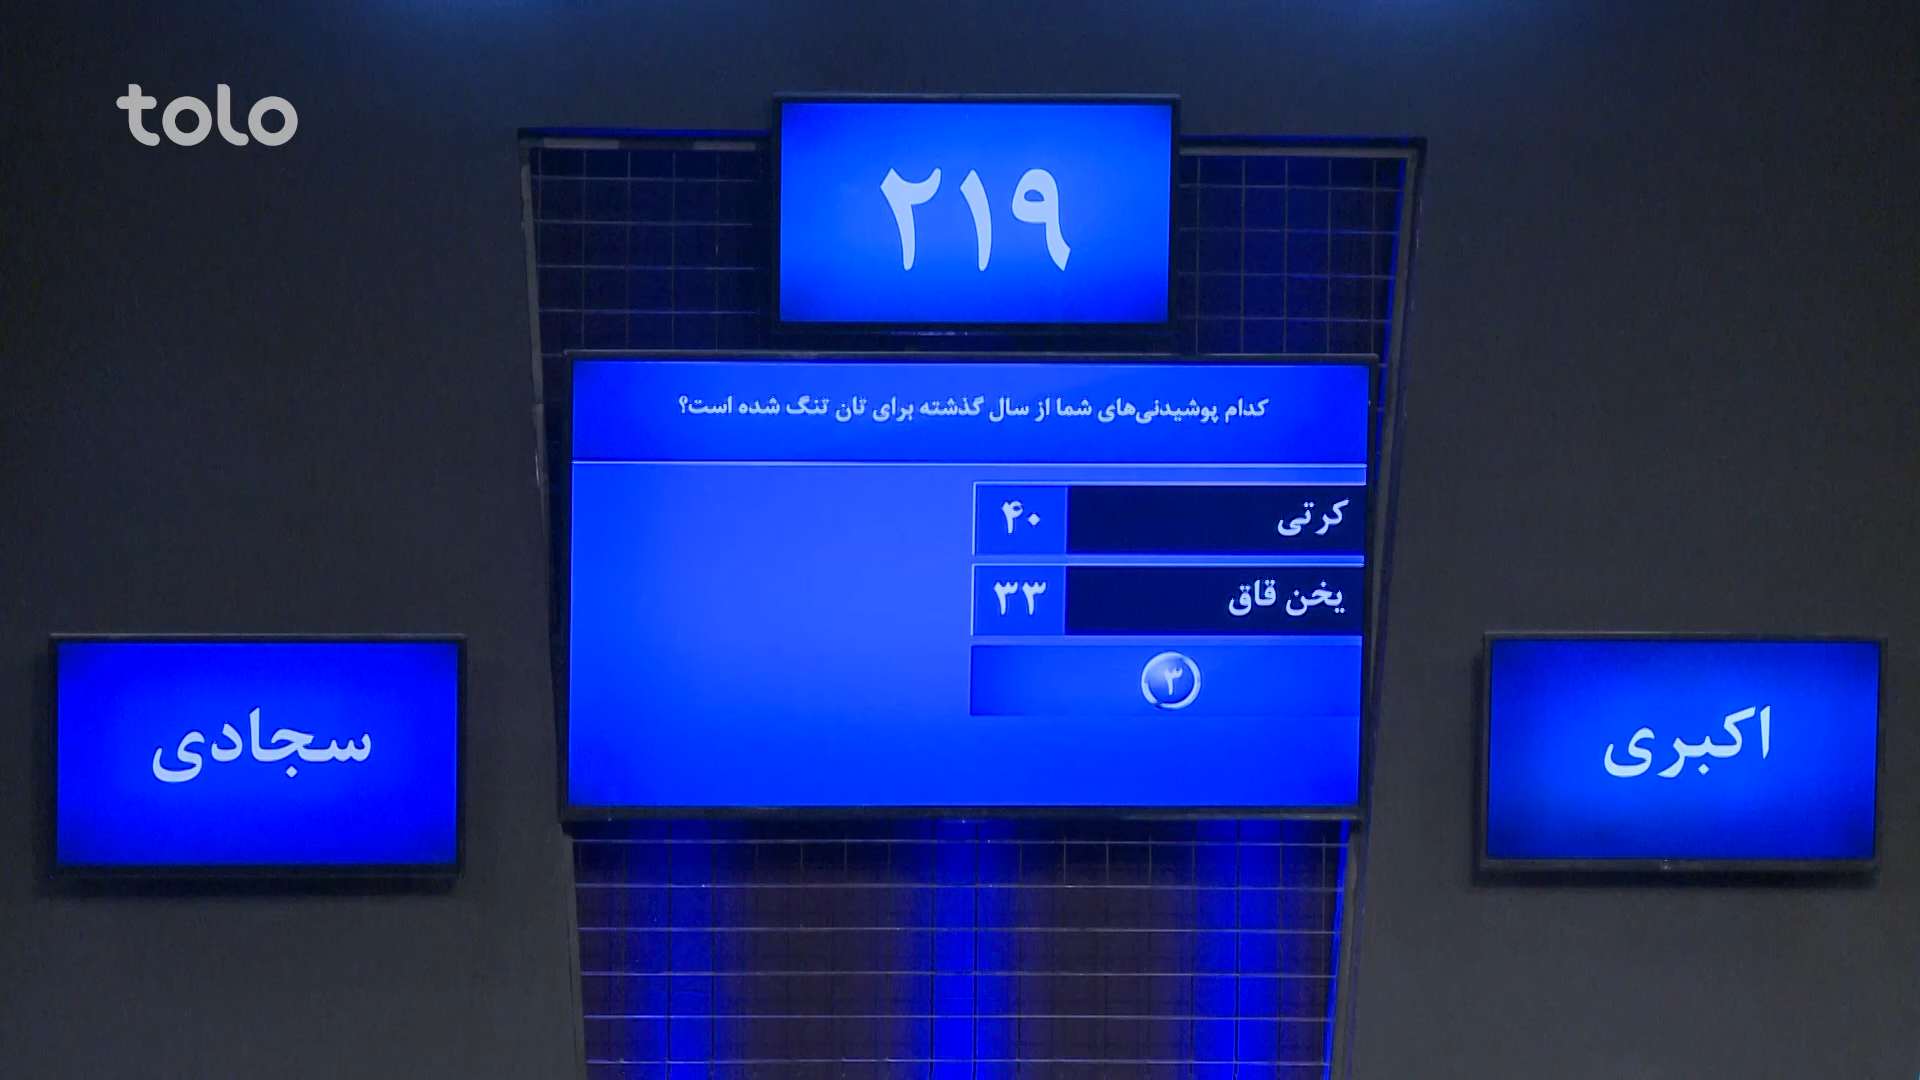 tolo
۲۱۹
کدام پوشیدنی‌های شما از سال گذشته برای تان تنگ شده است؟
کرتی ۴۰
یخن قاق ۳۳
۳
اکبری
سجادی